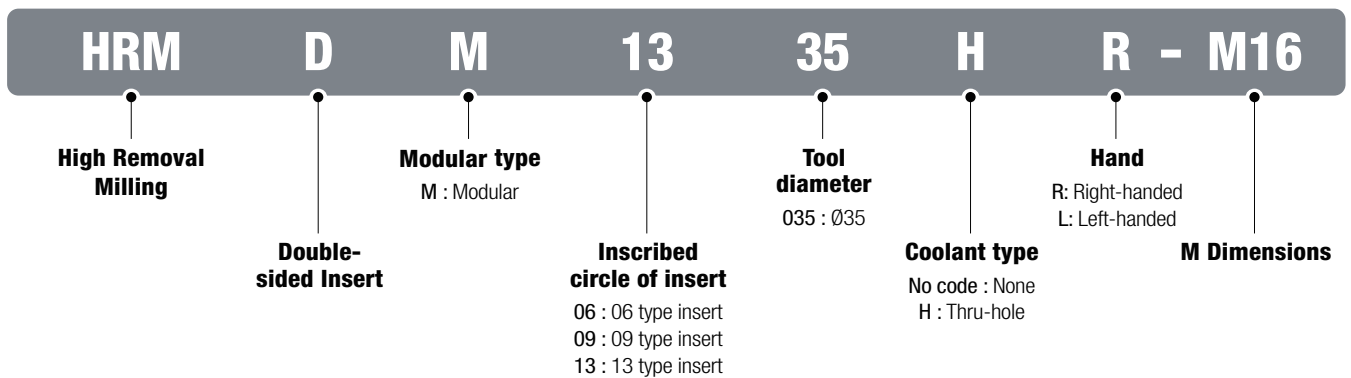 HRM D M 13 35 H R - M16
High Removal
Milling
Double-
sided Insert
Modular type
M : Modular
Inscribed
circle of insert
06 : 06 type insert
09 : 09 type insert
13 : 13 type insert
Tool
diameter
035 : Ø35
Coolant type
No code : None
H : Thru-hole
Hand
R: Right-handed
L: Left-handed
M Dimensions